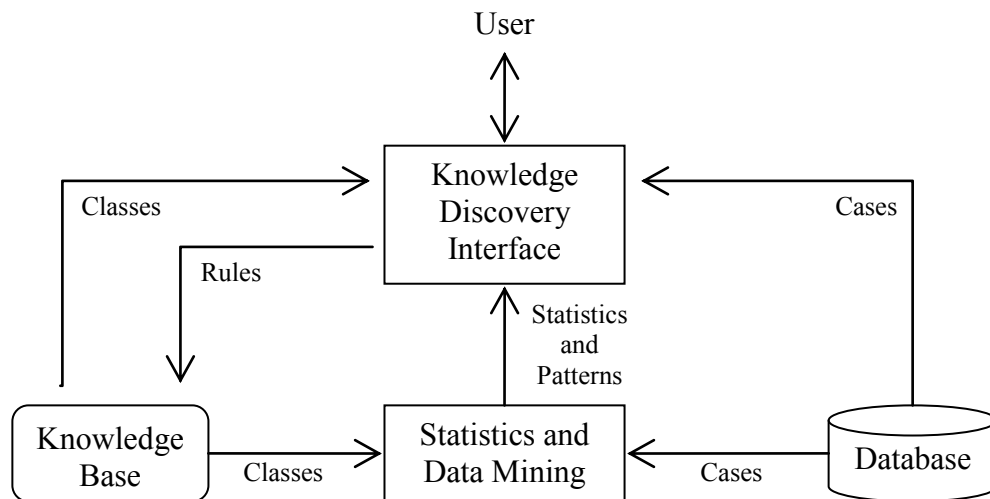 User
Knowledge
Discovery
Interface
Classes
Cases
Rules
Statistics
and
Patterns
Knowledge
Base
Statistics and
Data Mining
Database
Classes
Cases